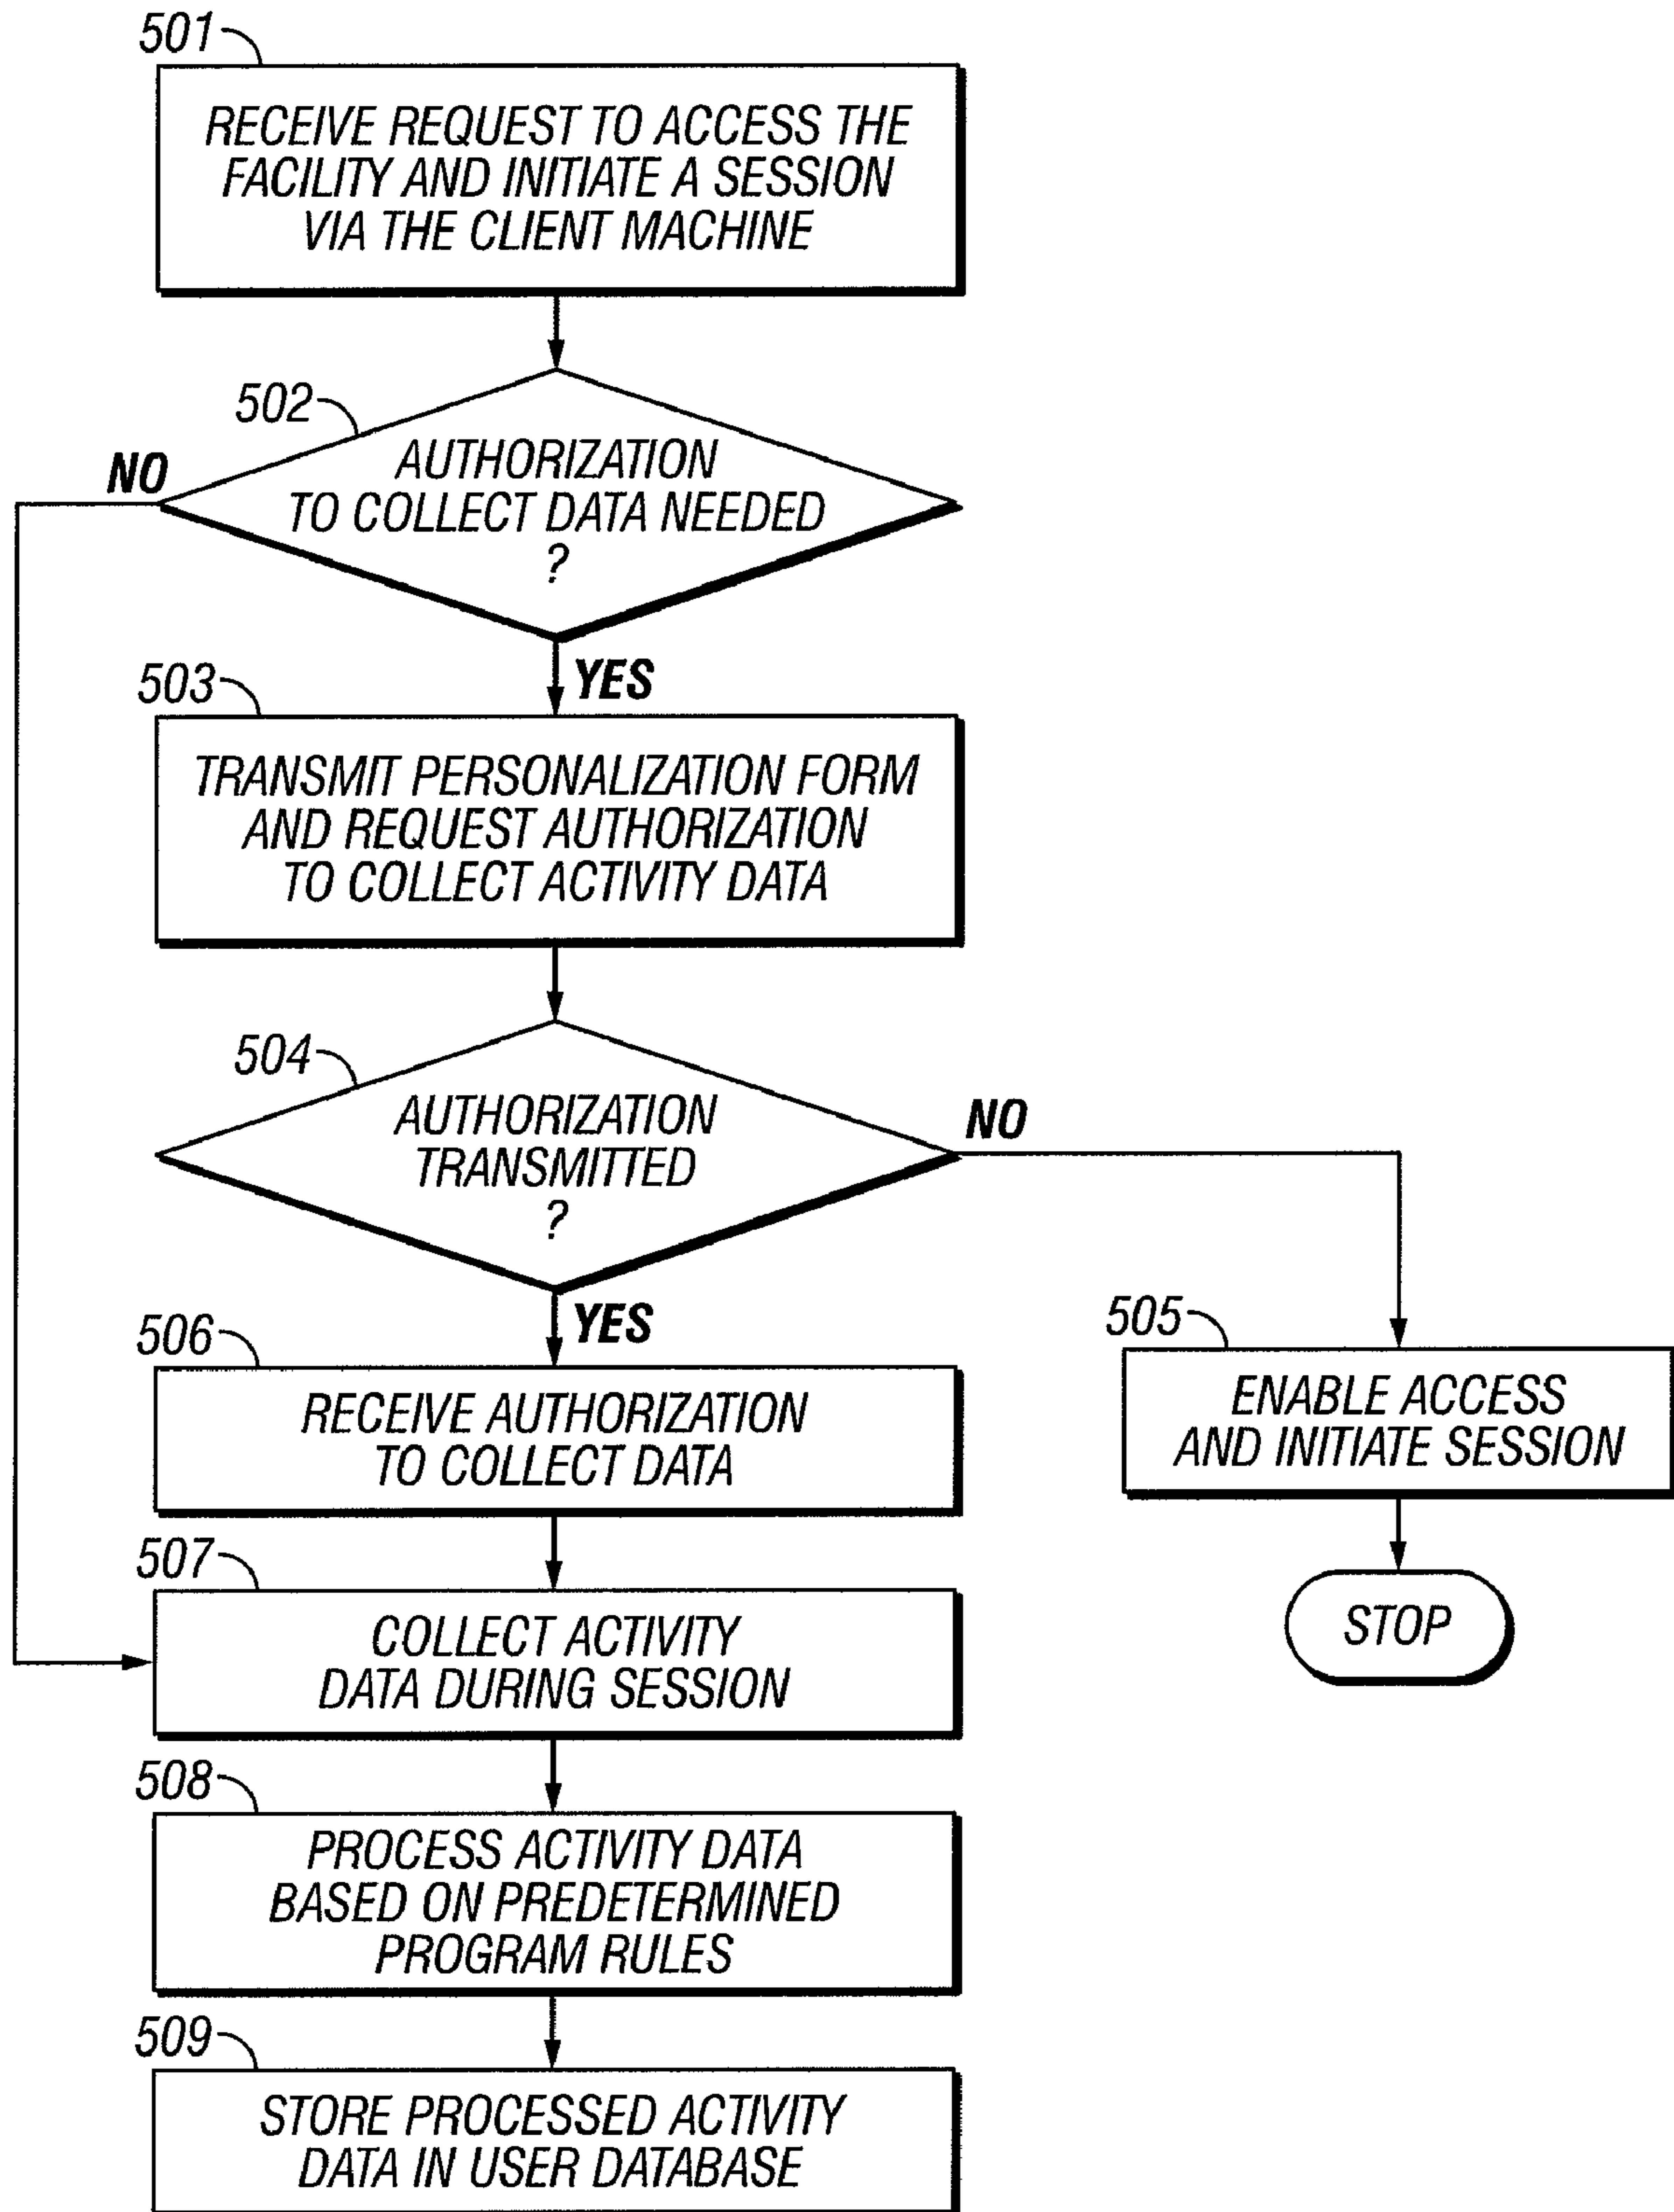 501
RECEIVE REQUEST TO ACCESS THE
FACILITY AND INITIATE A SESSION
VIA THE CLIENT MACHINE
502
NO
AUTHORIZATION
TO COLLECT DATA NEEDED
?
YES
503
TRANSMIT PERSONALIZATION FORM
AND REQUEST AUTHORIZATION
TO COLLECT ACTIVITY DATA
504
AUTHORIZATION
TRANSMITTED
?
NO
YES
506
RECEIVE AUTHORIZATION
TO COLLECT DATA
505
ENABLE ACCESS
AND INITIATE SESSION
STOP
507
COLLECT ACTIVITY
DATA DURING SESSION
508
PROCESS ACTIVITY DATA
BASED ON PREDETERMINED
PROGRAM RULES
509
STORE PROCESSED ACTIVITY
DATA IN USER DATABASE